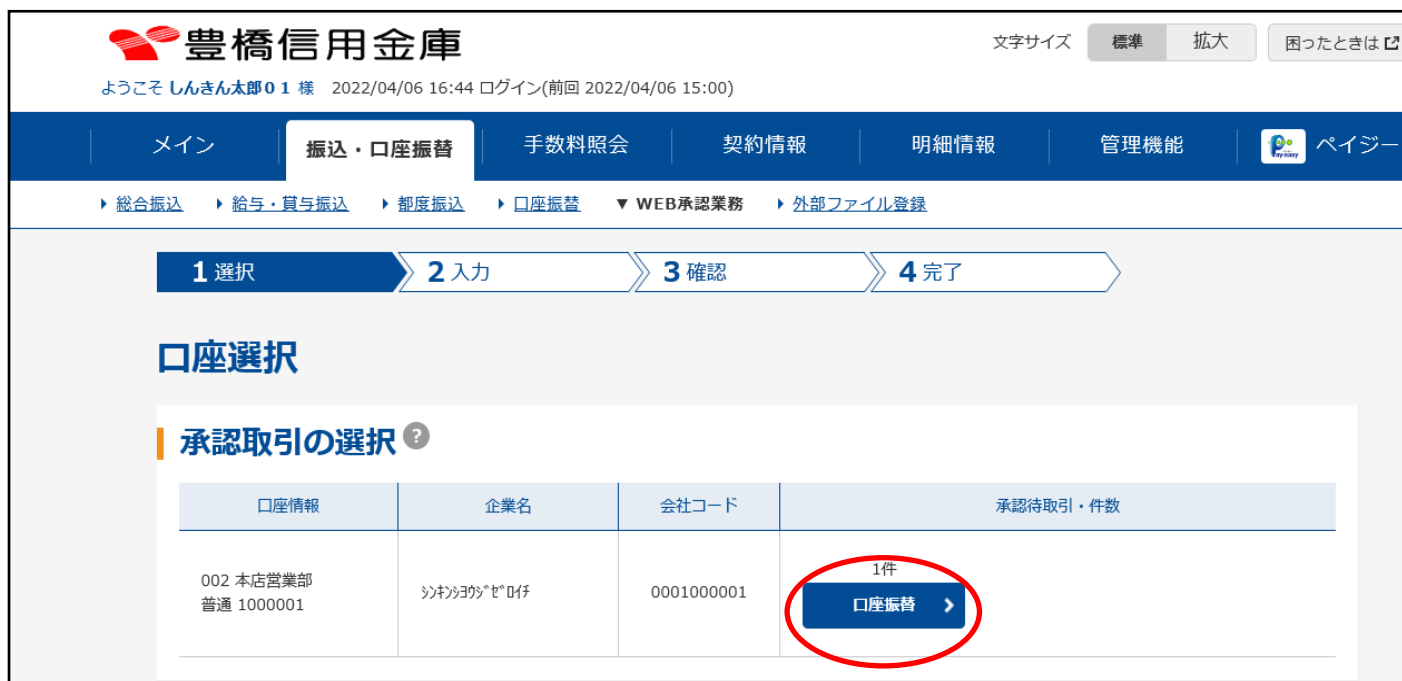 豊橋信用金庫
文字サイズ 標準 拡大 困ったときは
ようこそ しんきん太郎01 様 2022/04/06 16:44 ログイン(前回 2022/04/06 15:00)
メイン 振込・口座振替 手数料照会 契約情報 明細情報 管理機能 Pay-easy ペイジー
総合振込 給与・賞与振込 都度振込 口座振替 ▼ WEB承認業務 外部ファイル登録
1 選択 2 入力 3 確認 4 完了
口座選択
承認取引の選択 ?
口座情報 企業名 会社コード 承認待取引・件数
002 本店営業部
普通 1000001
ｼﾝｷﾝｼﾖｳｼﾞｾﾞﾛｲﾁ
0001000001
1件
口座振替